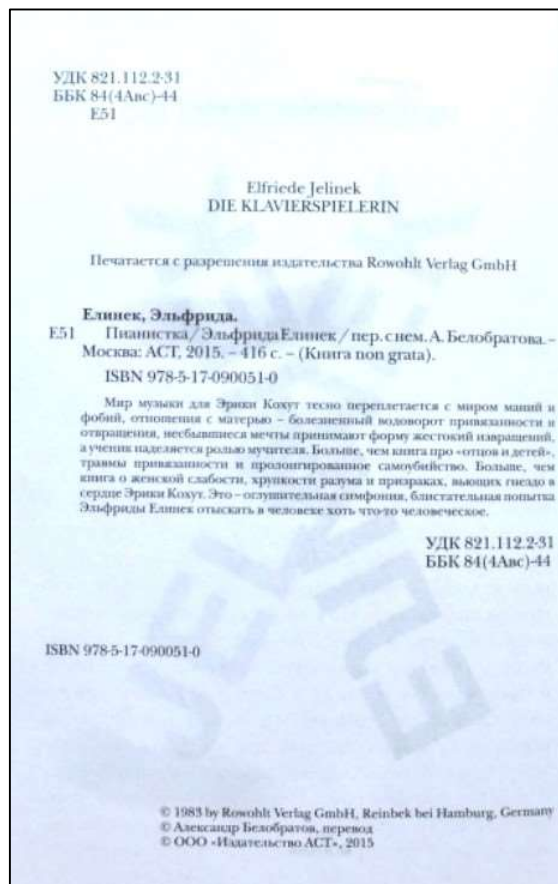 УДК 821.112.2-31
ББК 84(4Авс)-44
Е51
Elfriede Jelinek
DIE KLAVIERSPIELERIN
Печатается с разрешения издательства Rowohlt Verlag GmbH
Елинек, Эльфрида.
Е51 Пианистка / Эльфрида Елинек / пер. с нем. А. Белобратова. –
Москва: АСТ, 2015. – 416 с. – (Книга non grata).
ISBN 978-5-17-090051-0
Мир музыки для Эрики Кохут тесно переплетается с миром маний и
фобий, отношения с матерью – болезненный водоворот привязанности и
отвращения, несбывшиеся мечты принимают форму жестокий извращений,
а ученик наделяется ролью мучителя. Больше, чем книга про «отцов и детей»,
травмы привязанности и пролонгированное самоубийство. Больше, чем
книга о женской слабости, хрупкости разума и призраках, вьющих гнездо в
сердце Эрики Кохут. Это – оглушительная симфония, блистательная попытка
Эльфриды Елинек отыскать в человеке хоть что-то человеческое.
УДК 821.112.2-31
ББК 84(4Авс)-44
ISBN 978-5-17-090051-0
© 1983 by Rowohlt Verlag GmbH, Reinbek bei Hamburg, Germany
© Александр Белобратов, перевод
© ООО «Издательство АСТ», 2015